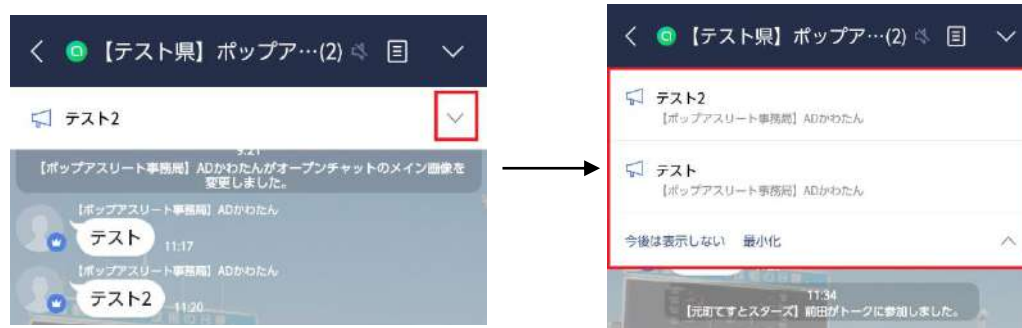 【テスト県】ポップア…(2)
テスト2
9:21
【ポップアスリート事務局】ADかわたんがオープンチャットのメイン画像を
変更しました。
【ポップアスリート事務局】ADかわたん
テスト
11:17
【ポップアスリート事務局】ADかわたん
テスト2
11:20
【テスト県】ポップア…(2)
テスト2
【ポップアスリート事務局】ADかわたん
テスト
【ポップアスリート事務局】ADかわたん
今後は表示しない 最小化
11:34
【元町てすとスターズ】前田がトークに参加しました。